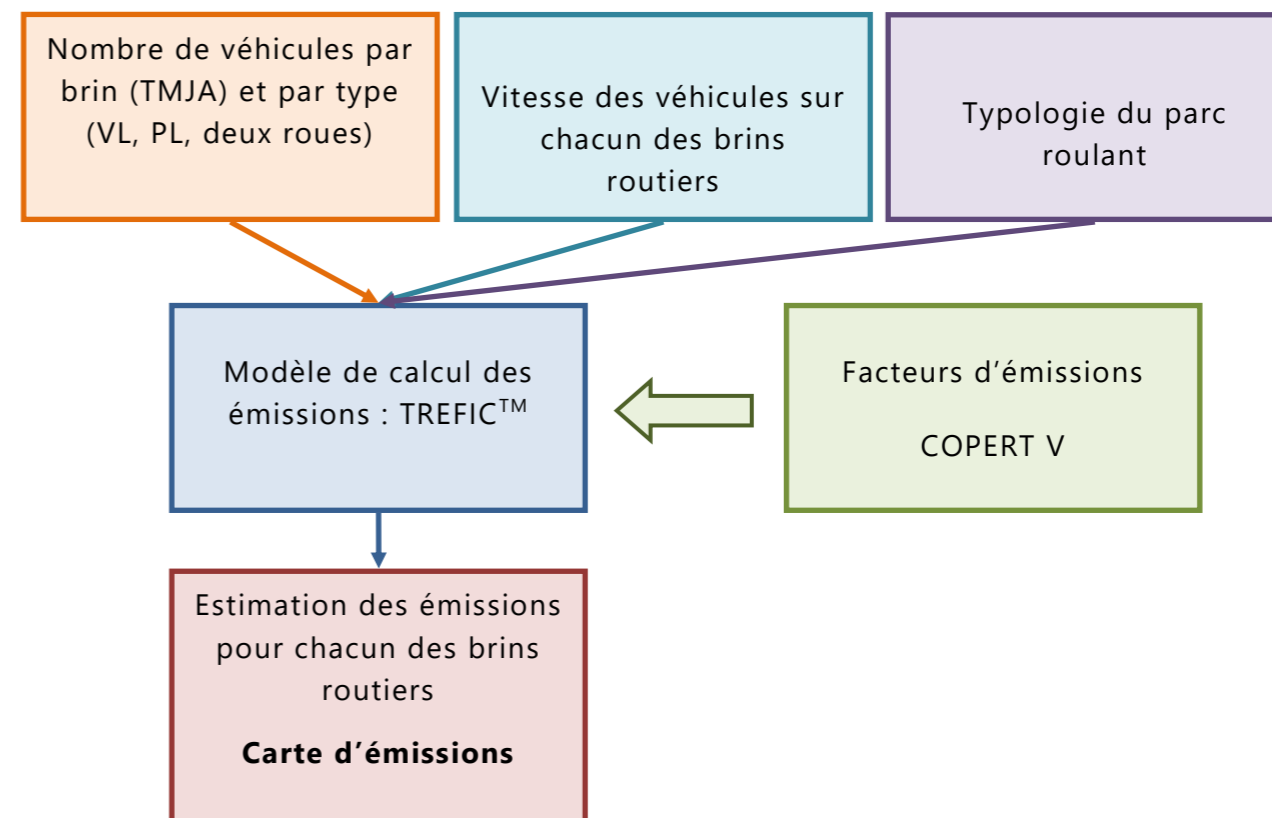 Nombre de véhicules par
brin (TMJA) et par type
(VL, PL, deux roues)
Vitesse des véhicules sur
chacun des brins
routiers
Typologie du parc
roulant
Modèle de calcul des
émissions : TREFIC™
Facteurs d’émissions
COPERT V
Estimation des émissions
pour chacun des brins
routiers
Carte d’émissions